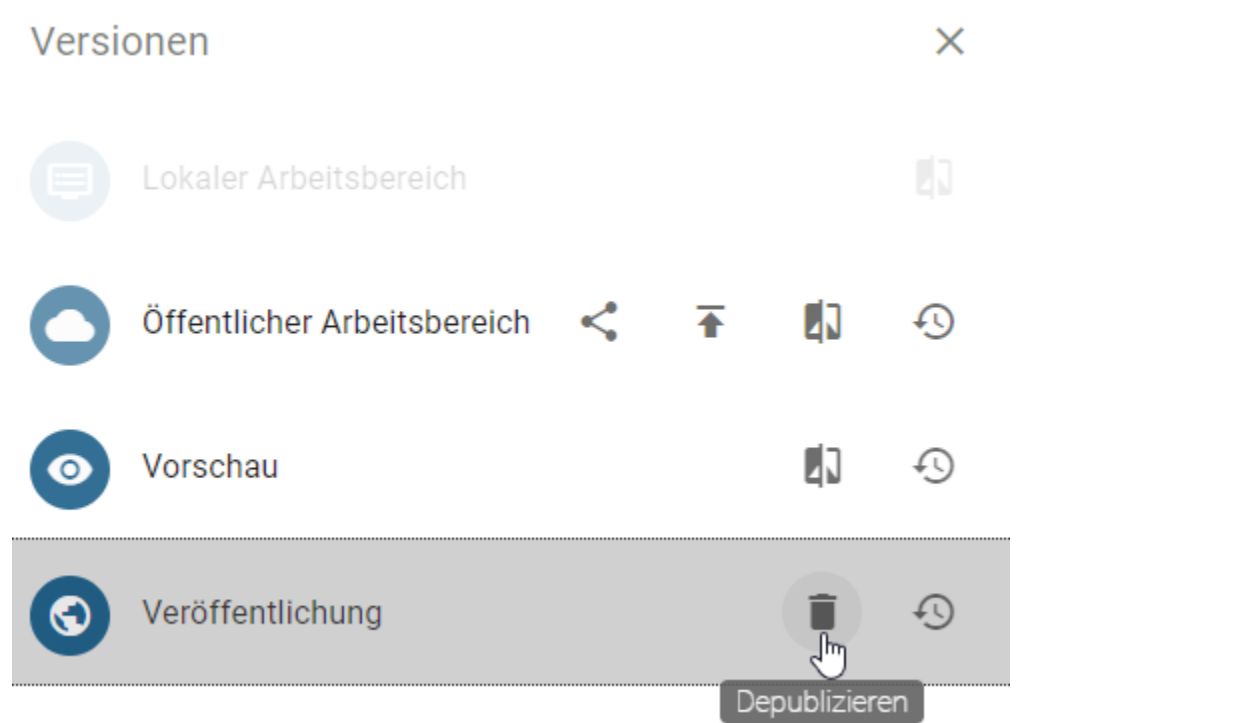 Versionen
Lokaler Arbeitsbereich
Öffentlicher Arbeitsbereich
Vorschau
Veröffentlichung
Depublizieren